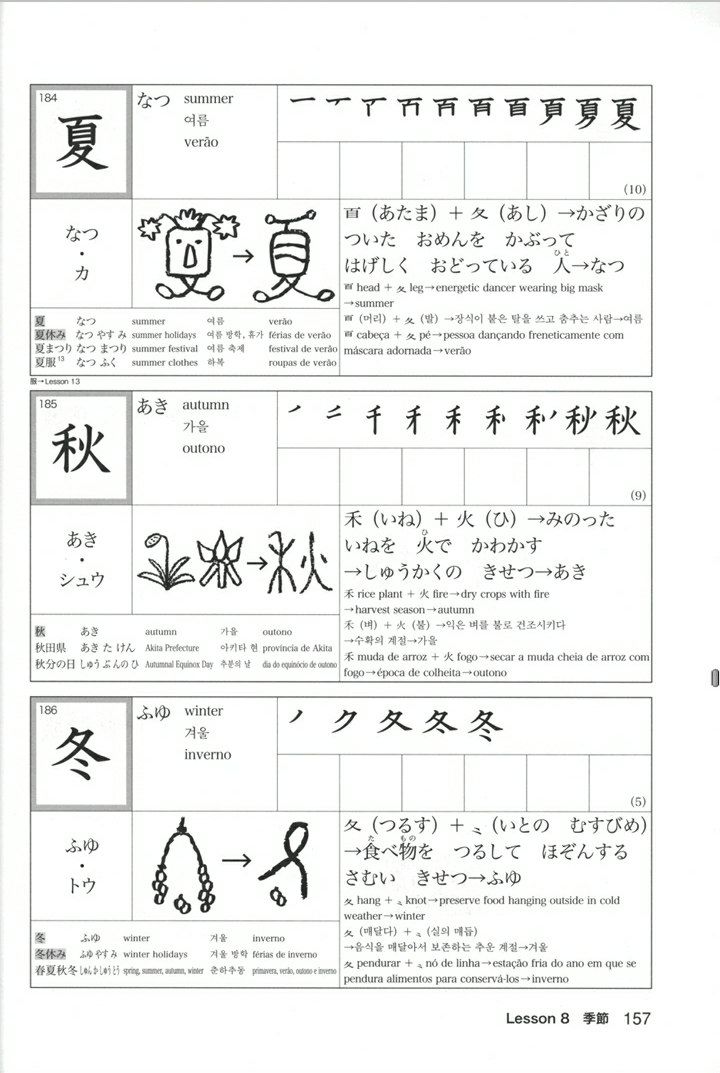 184
夏
なつ summer
여름
verão
一 丆 丆 百 百 百 百 頁 夏 夏
(10)
なつ
・
カ
→
百(あたま)+夂(あし)→かざりの
ついた おめんを かぶって
はげしく おどっている 人→なつ
ひと
百 head + 夂 leg→energetic dancer wearing big mask
→summer
百 (머리) + 夂 (발) →장식이 붙은 탈을 쓰고 춤추는 사람→여름
百 cabeça + 夂 pé→pessoa dançando freneticamente com
máscara adornada→verão
夏 なつ summer 여름 verão
夏休み なつ やす み summer holidays 여름 방학, 휴가 férias de verão
夏まつり なつ まつり summer festival 여름 축제 festival de verão
夏服13 なつ ふく summer clothes 하복 roupas de verão
服→Lesson 13
185
秋
あき autumn
가을
outono
ノ 二 千 禾 禾 禾 禾 秋 秋
(9)
あき
・
シュウ
→
禾(いね)+火(ひ)→みのった
いねを 火で かわかす
ひ
→しゅうかくの きせつ→あき
禾 rice plant + 火 fire→dry crops with fire
→harvest season→autumn
禾 (벼) + 火 (불) →익은 벼를 불로 건조시키다
→수확의 계절→가을
禾 muda de arroz + 火 fogo→secar a muda cheia de arroz com
fogo→época de colheita→outono
秋 あき autumn 가을 outono
秋田県 あき た けん Akita Prefecture 아키타 현 província de Akita
秋分の日 しゅう ぶん の ひ Autumnal Equinox Day 추분의 날 dia do equinócio de outono
186
冬
ふゆ winter
겨울
inverno
ノ ク 夂 冬 冬
(5)
ふゆ
・
トウ
→
夂(つるす)+⺀(いとの むすびめ)
→食べ物を つるして ほぞんする
た もの
さむい きせつ→ふゆ
夂 hang + ⺀ knot→preserve food hanging outside in cold
weather→winter
夂 (매달다) + ⺀ (실의 매듭)
→음식을 매달아서 보존하는 추운 계절→겨울
夂 pendurar + ⺀ nó de linha→estação fria do ano em que se
pendura alimentos para conservá-los→inverno
冬 ふゆ winter 겨울 inverno
冬休み ふゆ やす み winter holidays 겨울 방학 férias de inverno
春夏秋冬 しゅん か しゅう とう spring, summer, autumn, winter 춘하추동 primavera, verão, outono e inverno
Lesson 8 季節 157